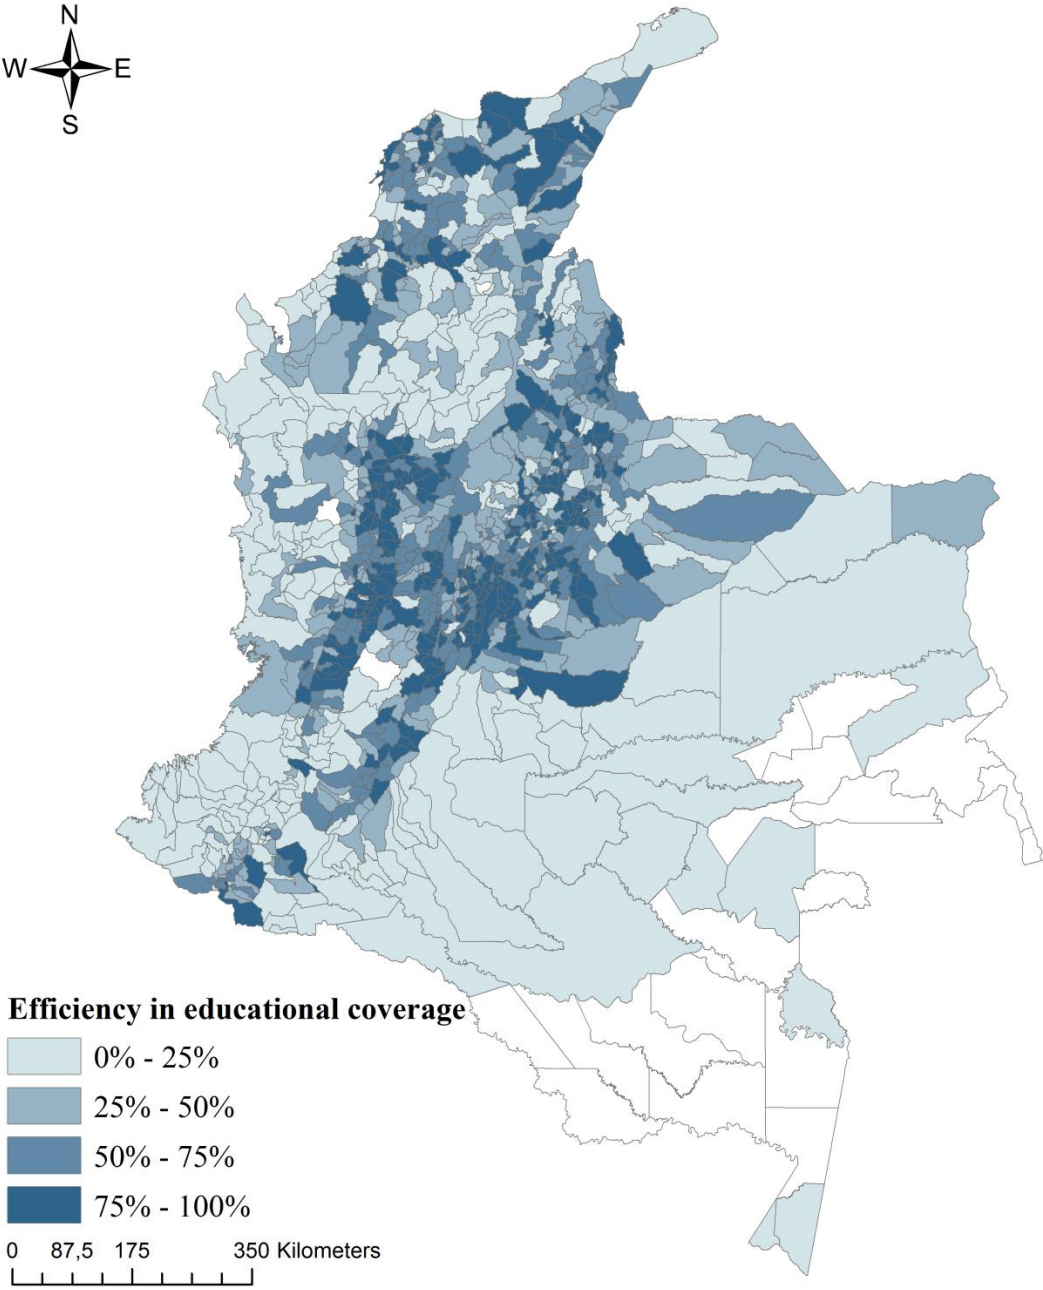 N
W E
S
Efficiency in educational coverage
0% - 25%
25% - 50%
50% - 75%
75% - 100%
0 87,5 175 350 Kilometers